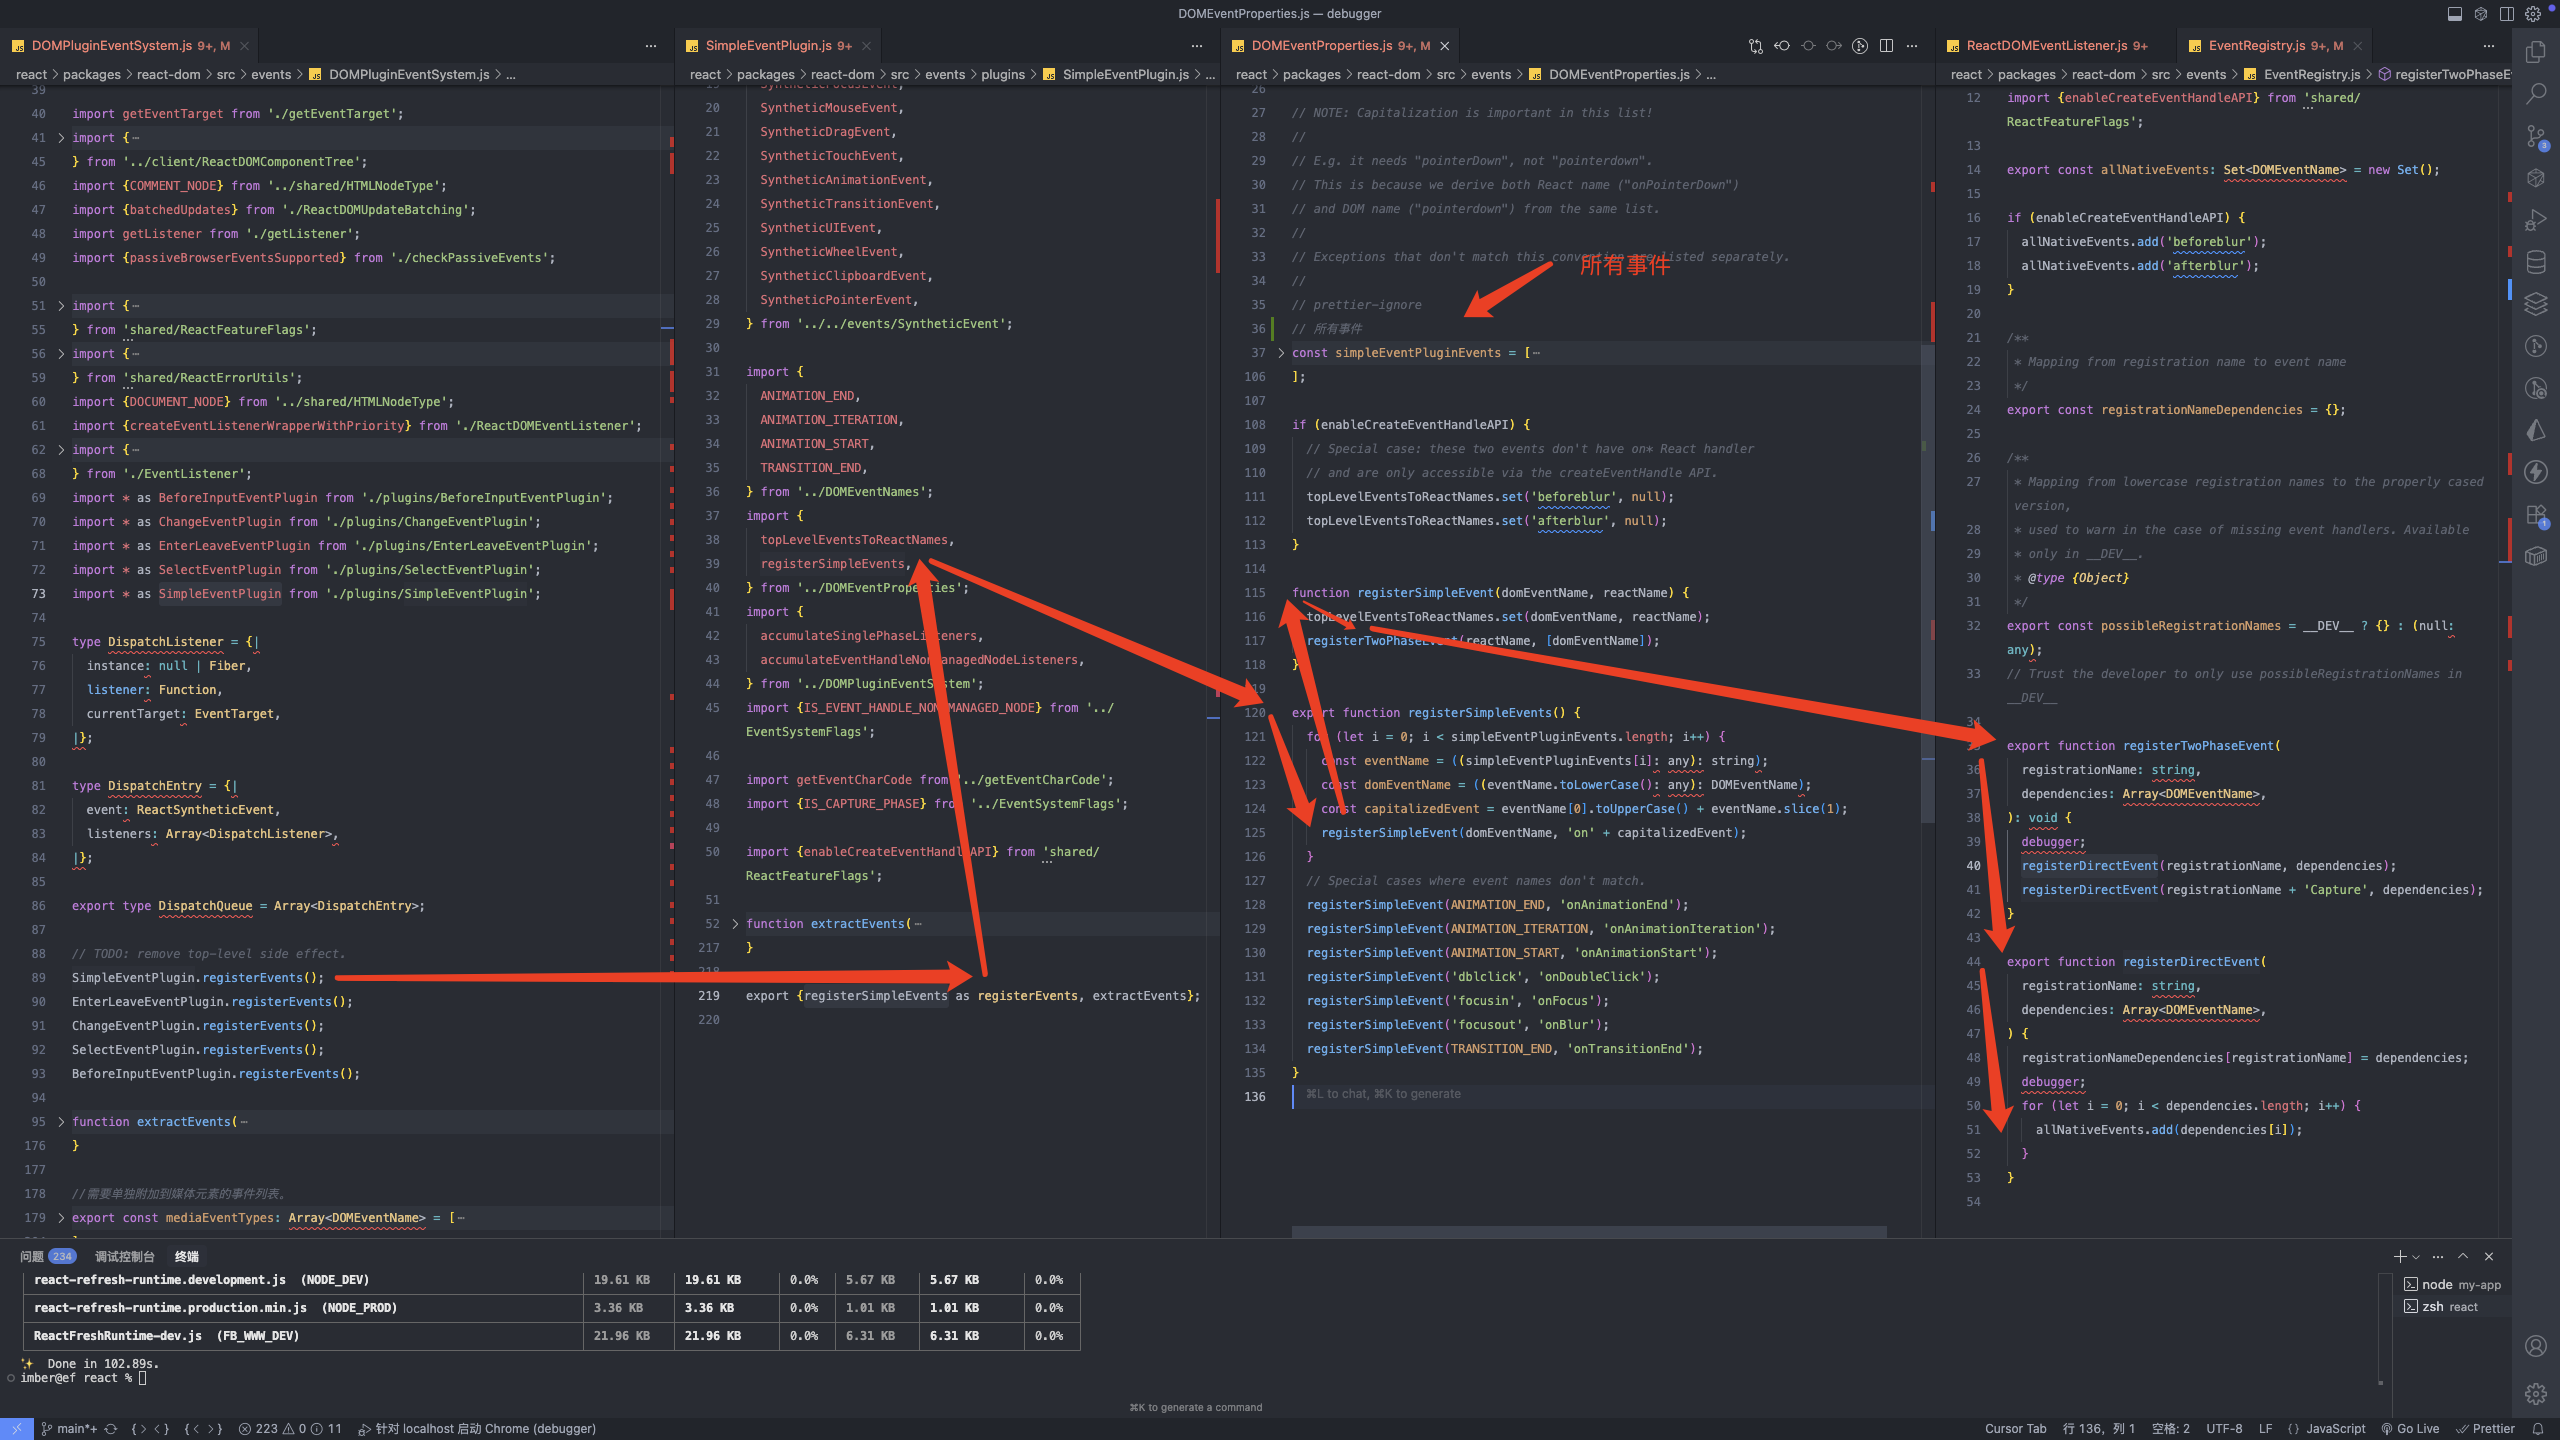 DOMEventProperties.js — debugger
DOMPluginEventSystem.js 9+, M
react > packages > react-dom > src > events > DOMPluginEventSystem.js > ...
39
40 import getEventTarget from './getEventTarget';
41 import {
45 } from '../client/ReactDOMComponentTree';
46 import {COMMENT_NODE} from '../shared/HTMLNodeType';
47 import {batchedUpdates} from './ReactDOMUpdateBatching';
48 import getListener from './getListener';
49 import {passiveBrowserEventsSupported} from './checkPassiveEvents';
50
51 import {
55 } from 'shared/ReactFeatureFlags';
56 import {
59 } from 'shared/ReactErrorUtils';
60 import {DOCUMENT_NODE} from '../shared/HTMLNodeType';
61 import {createEventListenerWrapperWithPriority} from './ReactDOMEventListener';
62 import {
68 } from './EventListener';
69 import * as BeforeInputEventPlugin from './plugins/BeforeInputEventPlugin';
70 import * as ChangeEventPlugin from './plugins/ChangeEventPlugin';
71 import * as EnterLeaveEventPlugin from './plugins/EnterLeaveEventPlugin';
72 import * as SelectEventPlugin from './plugins/SelectEventPlugin';
73 import * as SimpleEventPlugin from './plugins/SimpleEventPlugin';
74
75 type DispatchListener = {|
76 instance: null | Fiber,
77 listener: Function,
78 currentTarget: EventTarget,
79 |};
80
81 type DispatchEntry = {|
82 event: ReactSyntheticEvent,
83 listeners: Array<DispatchListener>,
84 |};
85
86 export type DispatchQueue = Array<DispatchEntry>;
87
88 // TODO: remove top-level side effect.
89 SimpleEventPlugin.registerEvents();
90 EnterLeaveEventPlugin.registerEvents();
91 ChangeEventPlugin.registerEvents();
92 SelectEventPlugin.registerEvents();
93 BeforeInputEventPlugin.registerEvents();
94
95 function extractEvents(
176 }
177
178 //需要单独附加到媒体元素的事件列表。
179 export const mediaEventTypes: Array<DOMEventName> = [
SimpleEventPlugin.js 9+
react > packages > react-dom > src > events > plugins > SimpleEventPlugin.js > ...
20 SyntheticMouseEvent,
21 SyntheticDragEvent,
22 SyntheticTouchEvent,
23 SyntheticAnimationEvent,
24 SyntheticTransitionEvent,
25 SyntheticUIEvent,
26 SyntheticWheelEvent,
27 SyntheticClipboardEvent,
28 SyntheticPointerEvent,
29 } from '../../events/SyntheticEvent';
30
31 import {
32 ANIMATION_END,
33 ANIMATION_ITERATION,
34 ANIMATION_START,
35 TRANSITION_END,
36 } from '../DOMEventNames';
37 import {
38 topLevelEventsToReactNames,
39 registerSimpleEvents,
40 } from '../DOMEventProperties';
41 import {
42 accumulateSinglePhaseListeners,
43 accumulateEventHandleNonManagedNodeListeners,
44 } from '../DOMPluginEventSystem';
45 import {IS_EVENT_HANDLE_NON_MANAGED_NODE} from '../
EventSystemFlags';
46
47 import getEventCharCode from '../getEventCharCode';
48 import {IS_CAPTURE_PHASE} from '../EventSystemFlags';
49
50 import {enableCreateEventHandleAPI} from 'shared/
ReactFeatureFlags';
51
52 function extractEvents(
217 }
218
219 export {registerSimpleEvents as registerEvents, extractEvents};
220
DOMEventProperties.js 9+, M
react > packages > react-dom > src > events > DOMEventProperties.js > ...
26
27 // NOTE: Capitalization is important in this list!
28 //
29 // E.g. it needs "pointerDown", not "pointerdown".
30 // This is because we derive both React name ("onPointerDown")
31 // and DOM name ("pointerdown") from the same list.
32 //
33 // Exceptions that don't match this convention are listed separately.
所有事件
34 //
35 // prettier-ignore
36 // 所有事件
37 const simpleEventPluginEvents = [
106 ];
107
108 if (enableCreateEventHandleAPI) {
109 // Special case: these two events don't have on* React handler
110 // and are only accessible via the createEventHandle API.
111 topLevelEventsToReactNames.set('beforeblur', null);
112 topLevelEventsToReactNames.set('afterblur', null);
113 }
114
115 function registerSimpleEvent(domEventName, reactName) {
116 topLevelEventsToReactNames.set(domEventName, reactName);
117 registerTwoPhaseEvent(reactName, [domEventName]);
118 }
119
120 export function registerSimpleEvents() {
121 for (let i = 0; i < simpleEventPluginEvents.length; i++) {
122 const eventName = ((simpleEventPluginEvents[i]: any): string);
123 const domEventName = ((eventName.toLowerCase(): any): DOMEventName);
124 const capitalizedEvent = eventName[0].toUpperCase() + eventName.slice(1);
125 registerSimpleEvent(domEventName, 'on' + capitalizedEvent);
126 }
127 // Special cases where event names don't match.
128 registerSimpleEvent(ANIMATION_END, 'onAnimationEnd');
129 registerSimpleEvent(ANIMATION_ITERATION, 'onAnimationIteration');
130 registerSimpleEvent(ANIMATION_START, 'onAnimationStart');
131 registerSimpleEvent('dblclick', 'onDoubleClick');
132 registerSimpleEvent('focusin', 'onFocus');
133 registerSimpleEvent('focusout', 'onBlur');
134 registerSimpleEvent(TRANSITION_END, 'onTransitionEnd');
135 }
136 ⌘L to chat, ⌘K to generate
ReactDOMEventListener.js 9+
EventRegistry.js 9+, M
react > packages > react-dom > src > events > EventRegistry.js > registerTwoPhaseE
12 import {enableCreateEventHandleAPI} from 'shared/
ReactFeatureFlags';
13
14 export const allNativeEvents: Set<DOMEventName> = new Set();
15
16 if (enableCreateEventHandleAPI) {
17 allNativeEvents.add('beforeblur');
18 allNativeEvents.add('afterblur');
19 }
20
21 /**
22 * Mapping from registration name to event name
23 */
24 export const registrationNameDependencies = {};
25
26 /**
27 * Mapping from lowercase registration names to the properly cased
version,
28 * used to warn in the case of missing event handlers. Available
29 * only in __DEV__.
30 * @type {Object}
31 */
32 export const possibleRegistrationNames = __DEV__ ? {} : (null:
any);
33 // Trust the developer to only use possibleRegistrationNames in
__DEV__
34
35 export function registerTwoPhaseEvent(
36 registrationName: string,
37 dependencies: Array<DOMEventName>,
38 ): void {
39 debugger;
40 registerDirectEvent(registrationName, dependencies);
41 registerDirectEvent(registrationName + 'Capture', dependencies);
42 }
43
44 export function registerDirectEvent(
45 registrationName: string,
46 dependencies: Array<DOMEventName>,
47 ) {
48 registrationNameDependencies[registrationName] = dependencies;
49 debugger;
50 for (let i = 0; i < dependencies.length; i++) {
51 allNativeEvents.add(dependencies[i]);
52 }
53 }
54
3
1
问题 234 调试控制台 终端
react-refresh-runtime.development.js (NODE_DEV) 19.61 KB 19.61 KB 0.0% 5.67 KB 5.67 KB 0.0%
react-refresh-runtime.production.min.js (NODE_PROD) 3.36 KB 3.36 KB 0.0% 1.01 KB 1.01 KB 0.0%
ReactFreshRuntime-dev.js (FB_WWW_DEV) 21.96 KB 21.96 KB 0.0% 6.31 KB 6.31 KB 0.0%
✨ Done in 102.89s.
imber@ef react %
node my-app
zsh react
⌘K to generate a command
main*+ 223 0 11 针对 localhost 启动 Chrome (debugger)
Cursor Tab 行 136，列 1 空格: 2 UTF-8 LF {} JavaScript Go Live Prettier